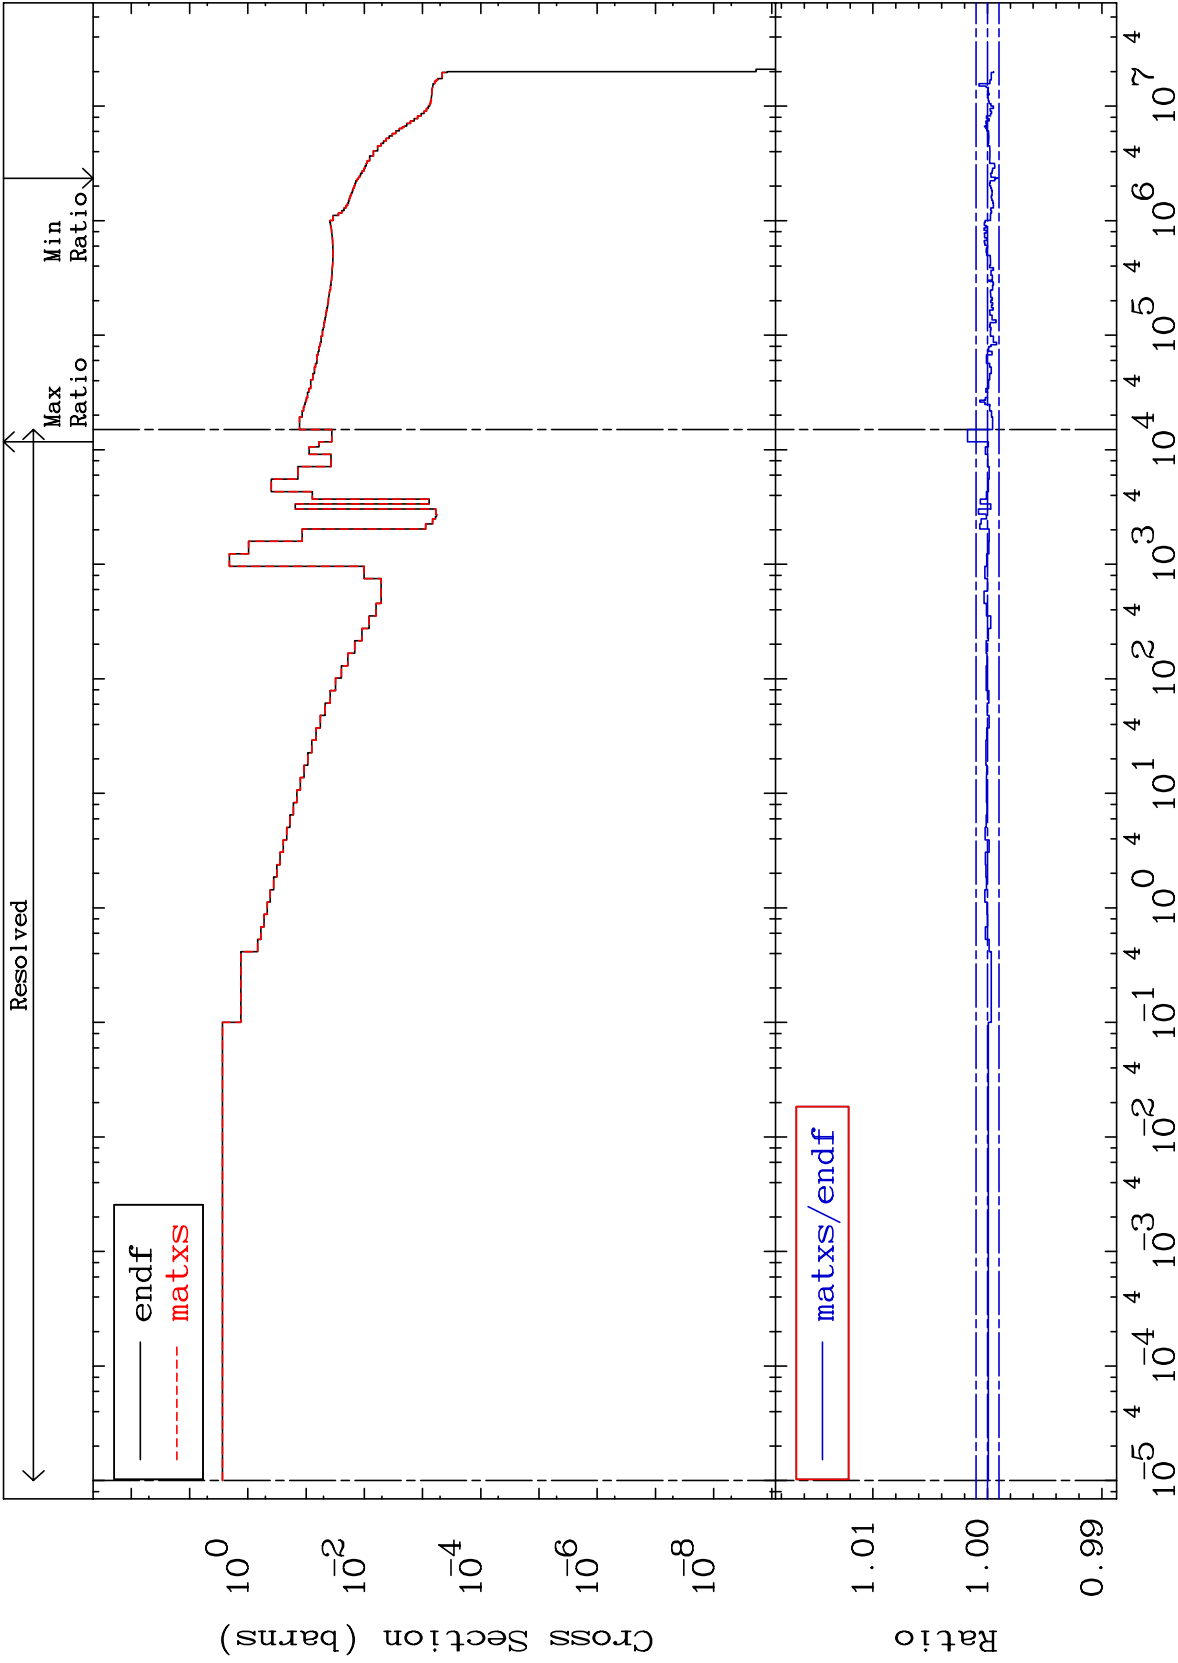 Resolved
Max
Ratio
Min
Ratio
endf
matxs
Cross Section (barns)
10^0
10^-2
10^-4
10^-6
10^-8
matxs/endf
Ratio
1.01
1.00
0.99
10^-5 4 10^-4 4 10^-3 4 10^-2 4 10^-1 4 10^0 4 10^1 4 10^2 4 10^3 4 10^4 4 10^5 4 10^6 4 10^7 4